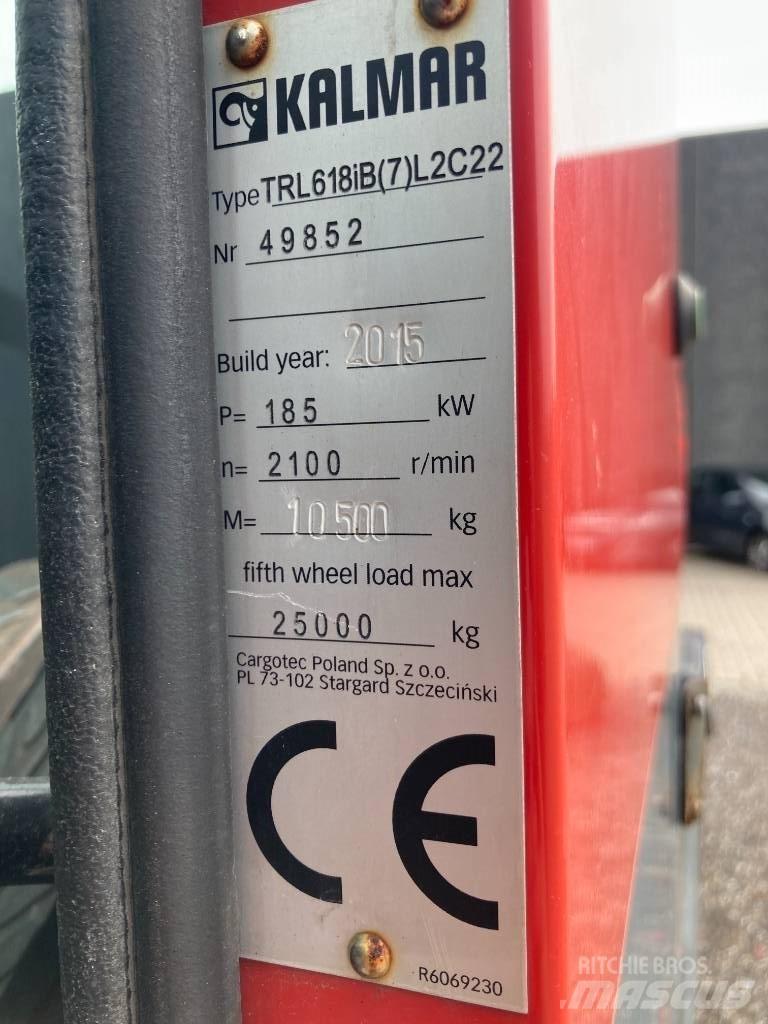 KALMAR
Type TRL618iB(7)L2C22
Nr 49852
Build year: 2015
P= 185 kW
n= 2100 r/min
M= 10500 kg
fifth wheel load max
25000 kg
Cargotec Poland Sp. z o.o.
PL 73-102 Stargard Szczeciński
CE
R6069230
RITCHIE BROS.
MASCUS